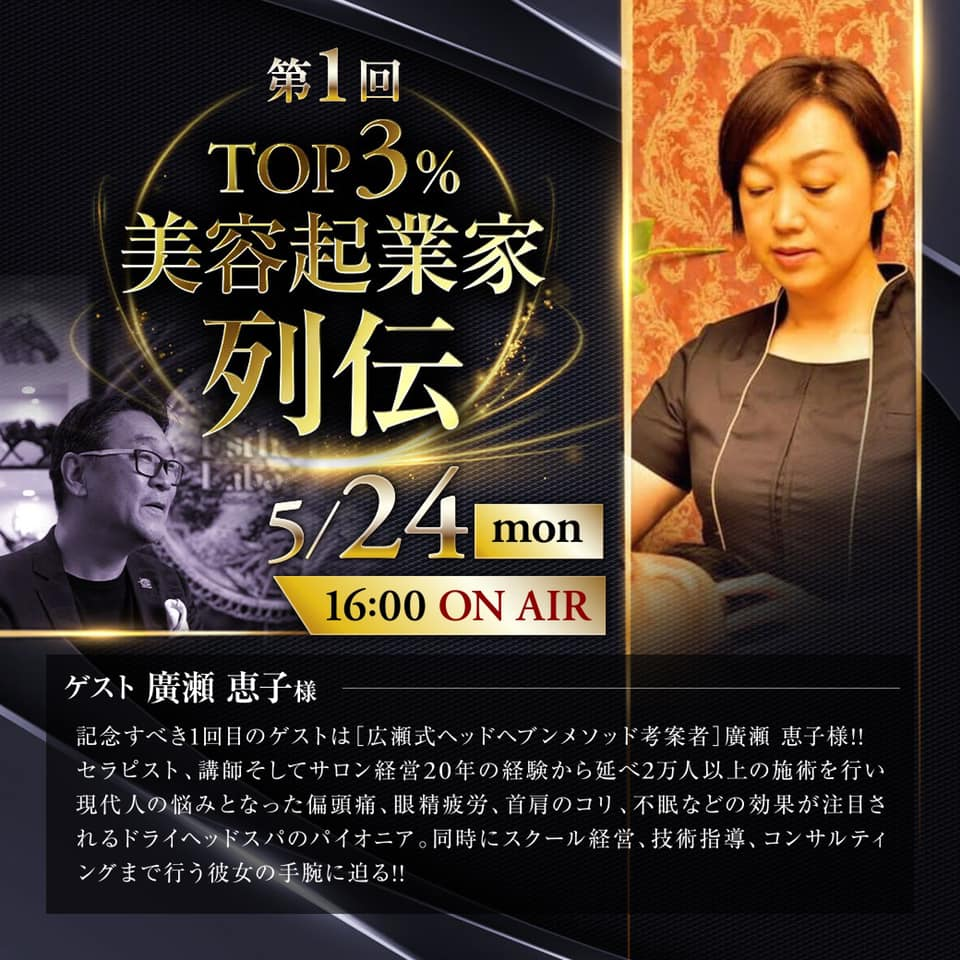 第1回
TOP3%
美容起業家
列伝
5/24 mon
16:00 ON AIR
ゲスト 廣瀬 恵子様
記念すべき1回目のゲストは[広瀬式ヘッドヘブンメソッド考案者]廣瀬 恵子様!!
セラピスト、講師そしてサロン経営20年の経験から延べ2万人以上の施術を行い
現代人の悩みとなった偏頭痛、眼精疲労、首肩のコリ、不眠などの効果が注目さ
れるドライヘッドスパのパイオニア。同時にスクール経営、技術指導、コンサルティ
ングまで行う彼女の手腕に迫る!!